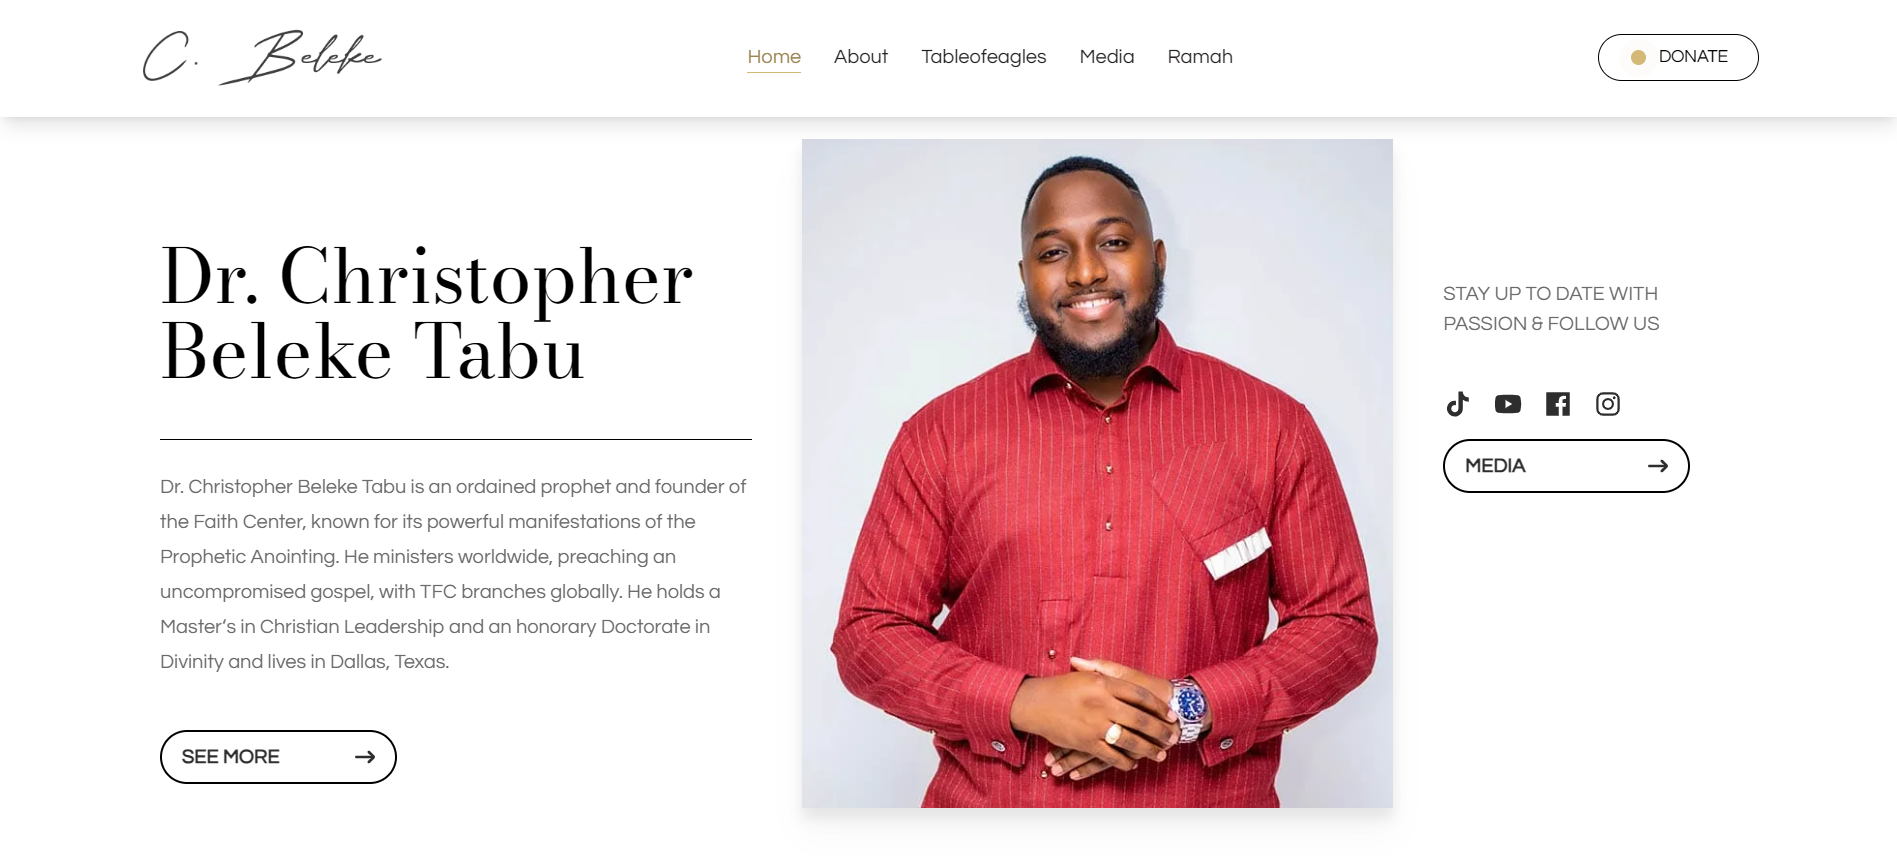 C. Beleke
Home
About
Tableofeagles
Media
Ramah
DONATE
Dr. Christopher
Beleke Tabu
Dr. Christopher Beleke Tabu is an ordained prophet and founder of
the Faith Center, known for its powerful manifestations of the
Prophetic Anointing. He ministers worldwide, preaching an
uncompromised gospel, with TFC branches globally. He holds a
Master’s in Christian Leadership and an honorary Doctorate in
Divinity and lives in Dallas, Texas.
SEE MORE
STAY UP TO DATE WITH
PASSION & FOLLOW US
MEDIA